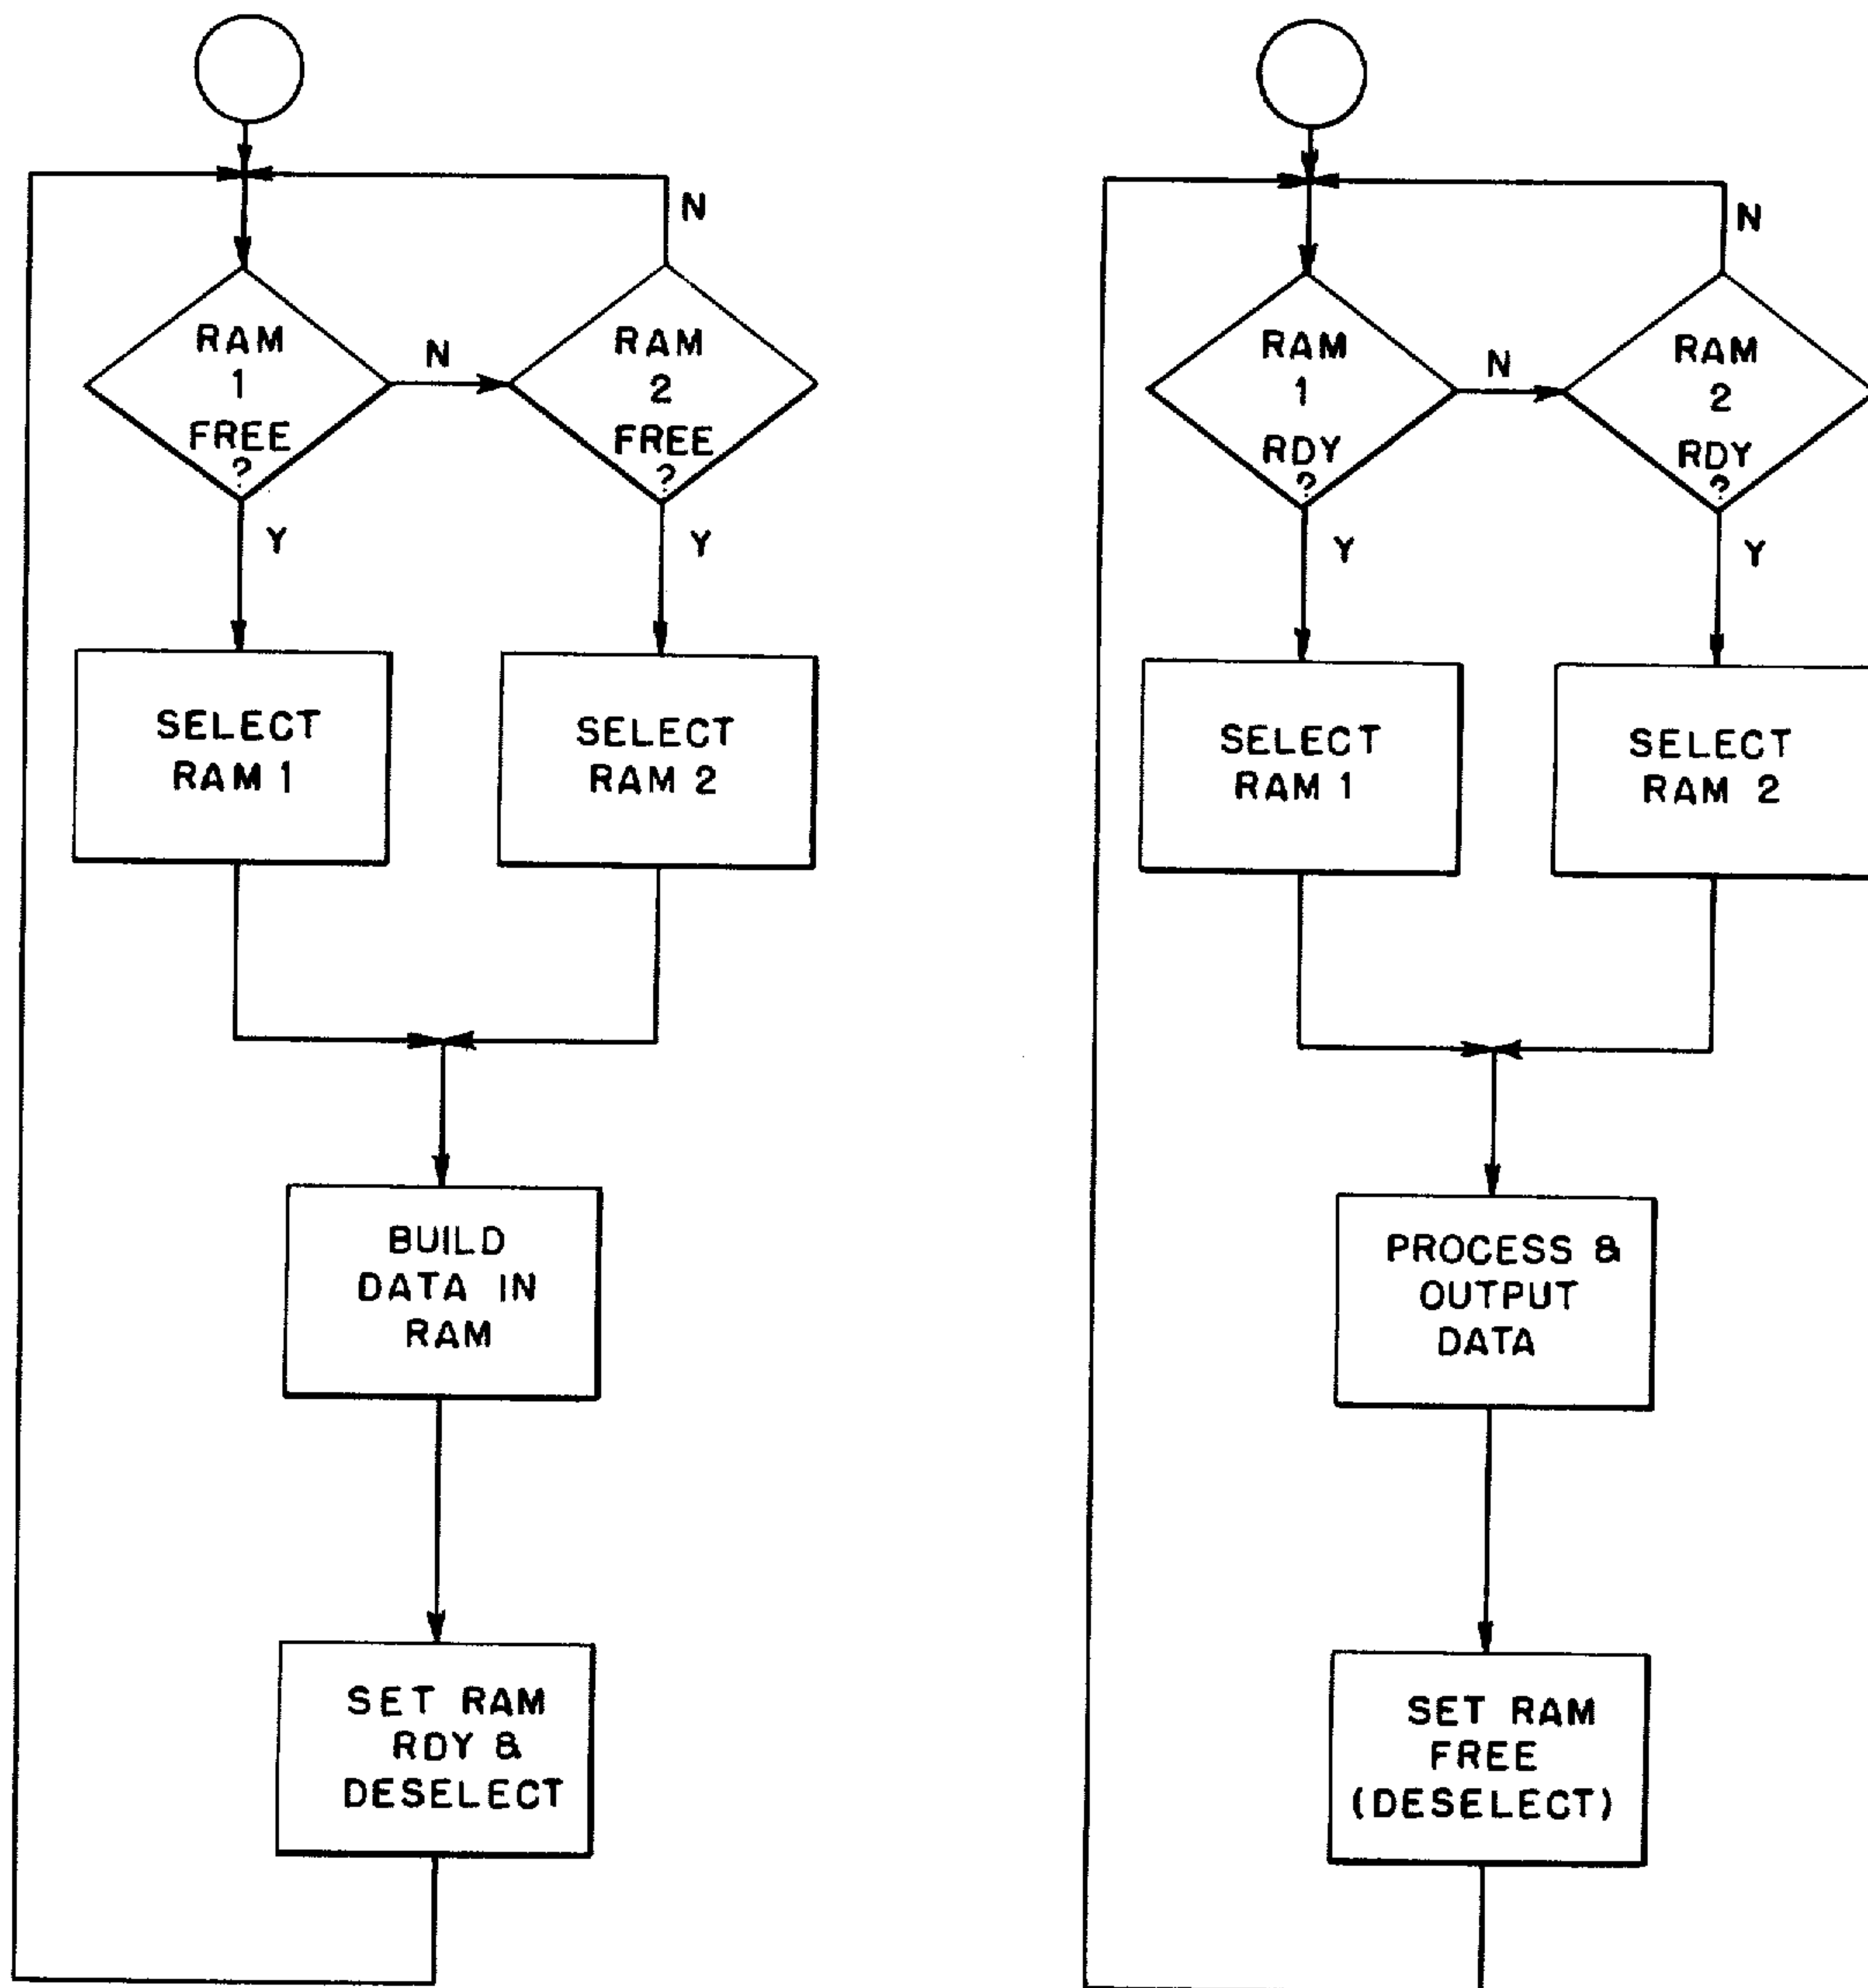 N
RAM
1
FREE
?
N
RAM
2
FREE
?
Y
Y
SELECT
RAM 1
SELECT
RAM 2
BUILD
DATA IN
RAM
SET RAM
RDY &
DESELECT
N
RAM
1
RDY
?
N
RAM
2
RDY
?
Y
Y
SELECT
RAM 1
SELECT
RAM 2
PROCESS &
OUTPUT
DATA
SET RAM
FREE
(DESELECT)